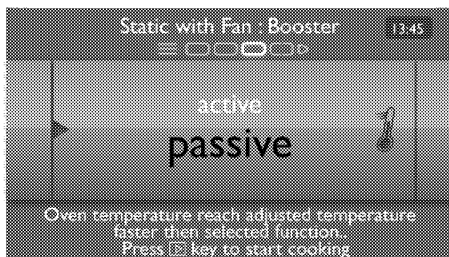 Static with Fan : Booster
13:45
active
passive
Oven temperature reach adjusted temperature
faster then selected function..
Press key to start cooking